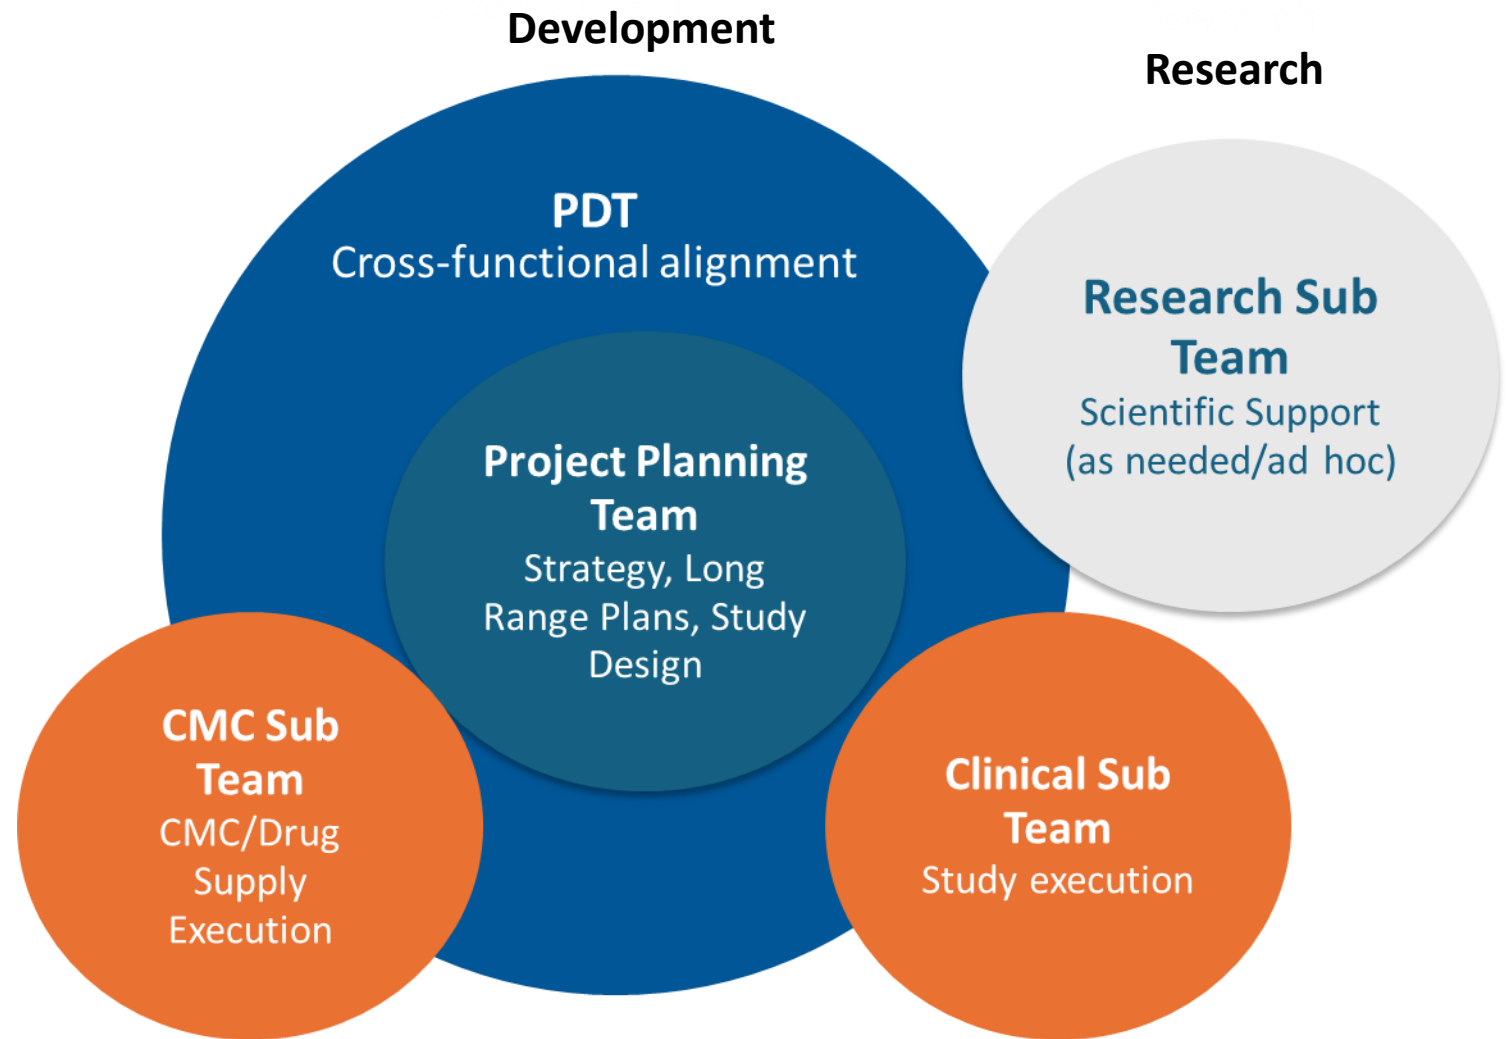 Development
Research
PDT
Cross-functional alignment
Research Sub
Team
Scientific Support
(as needed/ad hoc)
Project Planning
Team
Strategy, Long
Range Plans, Study
Design
CMC Sub
Team
CMC/Drug
Supply
Execution
Clinical Sub
Team
Study execution